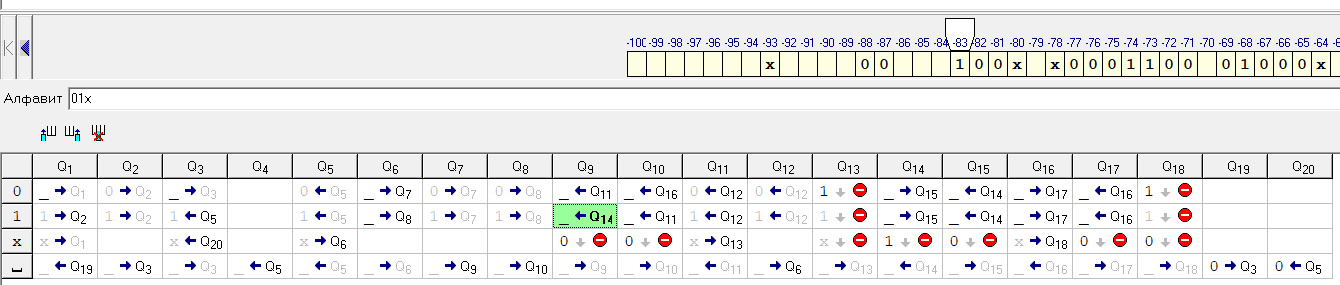 -100 -99 -98 -97 -96 -95 -94 -93 -92 -91 -90 -89 -88 -87 -86 -85 -84 -83 -82 -81 -80 -79 -78 -77 -76 -75 -74 -73 -72 -71 -70 -69 -68 -67 -66 -65 -64
x 0 0 1 0 0 x x 0 0 0 1 1 0 0 0 1 0 0 0 x
Алфавит 01x
Q1 Q2 Q3 Q4 Q5 Q6 Q7 Q8 Q9 Q10 Q11 Q12 Q13 Q14 Q15 Q16 Q17 Q18 Q19 Q20
0 _ → Q1 0 → Q2 _ → Q3 0 ← Q5 _ → Q7 0 → Q7 0 → Q8 _ ← Q11 _ ← Q16 0 ← Q12 0 ← Q12 1 ↓ _ → Q15 _ ← Q14 _ → Q17 _ ← Q16 1 ↓
1 1 → Q2 1 → Q2 1 ← Q5 1 ← Q5 _ → Q8 1 → Q7 1 → Q8 _ ← Q14 _ ← Q11 1 ← Q12 1 ← Q12 1 ↓ _ → Q15 _ ← Q14 _ → Q17 _ ← Q16 1 ↓
x x → Q1 x ← Q20 x → Q6 0 ↓ 0 ↓ x → Q13 x ↓ 1 ↓ 0 ↓ x → Q18 0 ↓ 0 ↓
␣ _ ← Q19 _ → Q3 _ → Q3 _ ← Q5 _ ← Q5 _ → Q6 _ → Q9 _ → Q10 _ → Q9 _ ← Q10 _ ← Q11 _ → Q6 _ → Q13 _ ← Q14 _ → Q15 _ ← Q16 _ → Q17 _ → Q18 0 → Q3 0 ← Q5